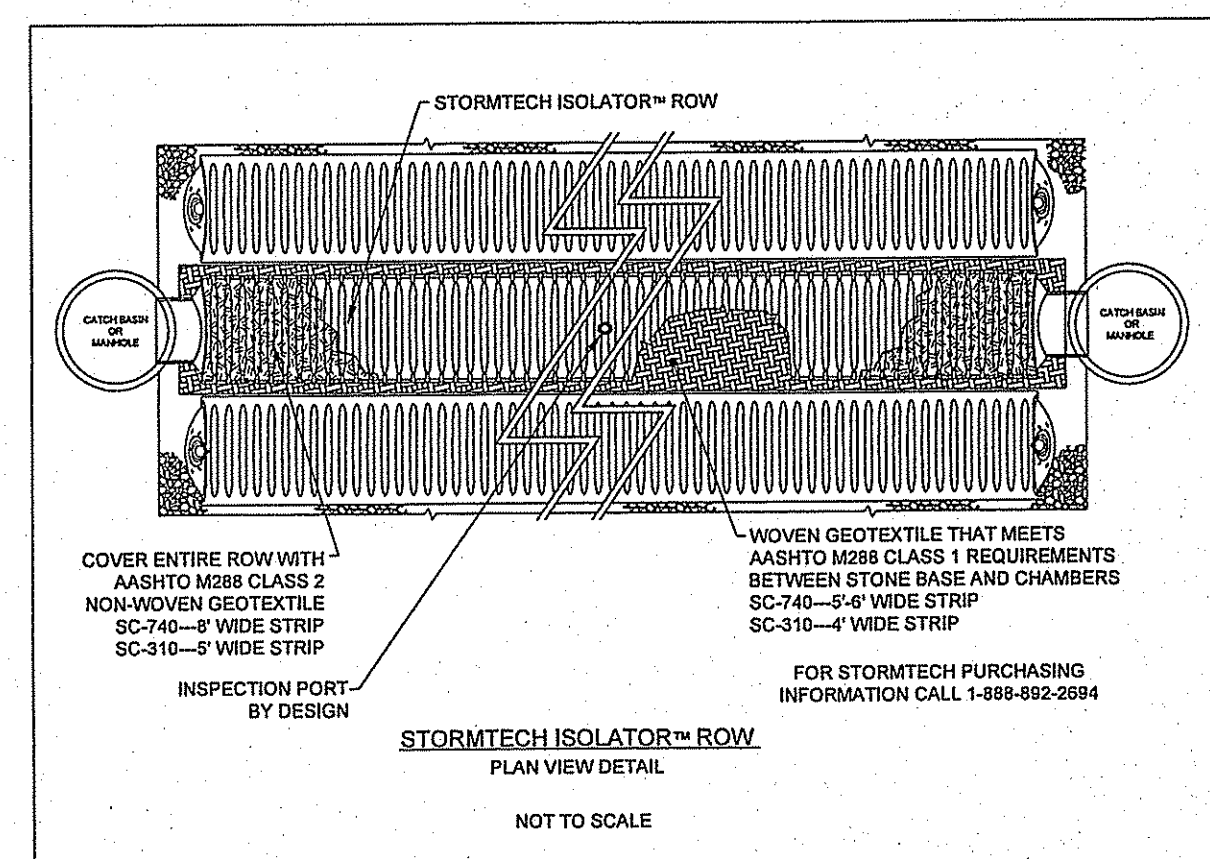 STORMTECH ISOLATOR™ ROW
CATCH BASIN
OR
MANHOLE
CATCH BASIN
OR
MANHOLE
COVER ENTIRE ROW WITH
AASHTO M288 CLASS 2
NON-WOVEN GEOTEXTILE
SC-740---8' WIDE STRIP
SC-310---5' WIDE STRIP
INSPECTION PORT
BY DESIGN
WOVEN GEOTEXTILE THAT MEETS
AASHTO M288 CLASS 1 REQUIREMENTS
BETWEEN STONE BASE AND CHAMBERS
SC-740---5'-6' WIDE STRIP
SC-310---4' WIDE STRIP
FOR STORMTECH PURCHASING
INFORMATION CALL 1-888-892-2694
STORMTECH ISOLATOR™ ROW
PLAN VIEW DETAIL
NOT TO SCALE